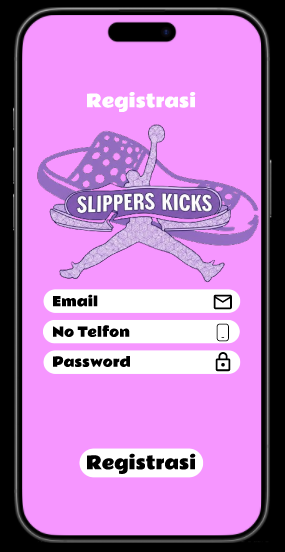 Registrasi
SLIPPERS KICKS
Email
No Telfon
Password
Registrasi